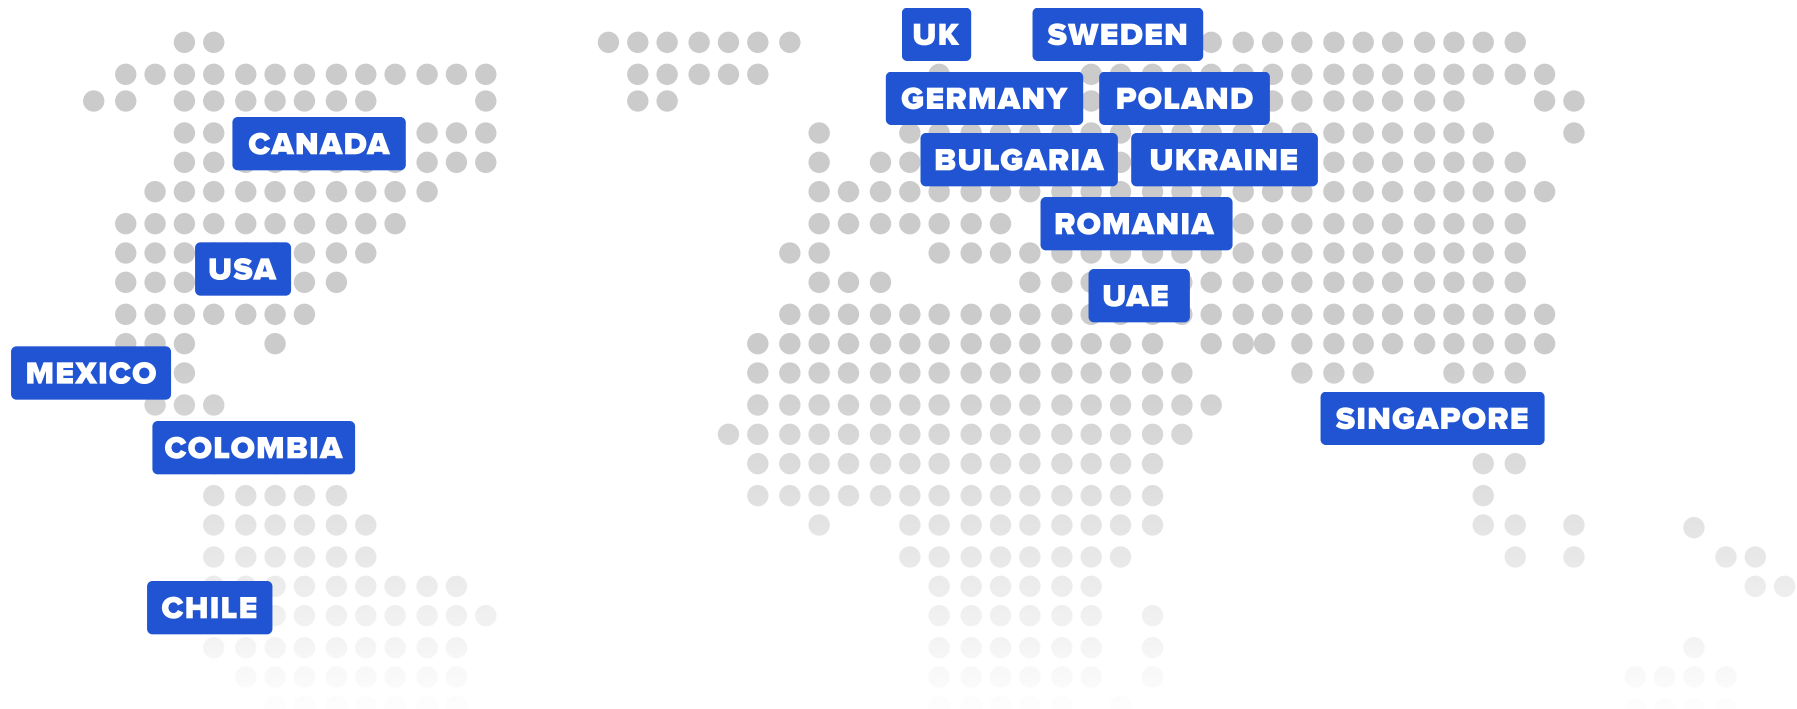 UK
SWEDEN
GERMANY
POLAND
CANADA
BULGARIA
UKRAINE
ROMANIA
USA
UAE
MEXICO
SINGAPORE
COLOMBIA
CHILE